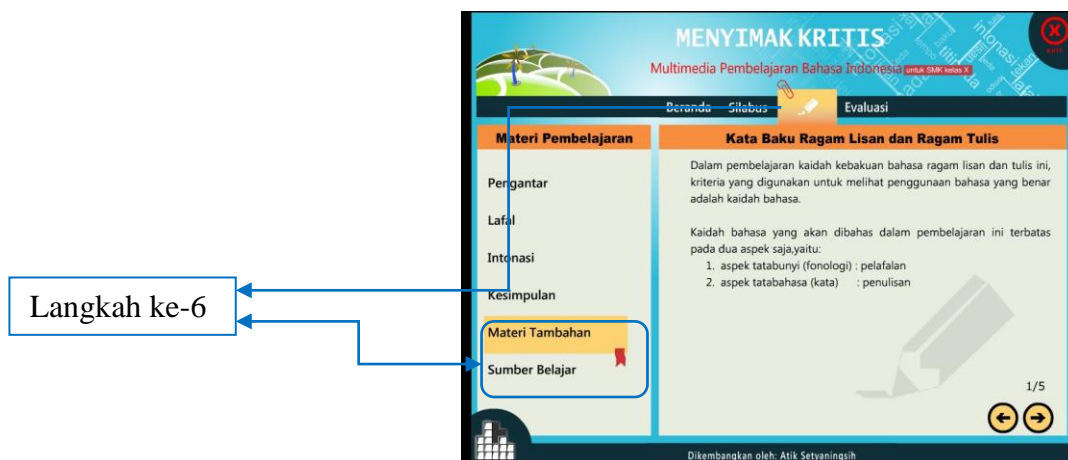 MENYIMAK KRITIS
Multimedia Pembelajaran Bahasa Indonesia untuk SMK kelas X
exit
Beranda Silabus Evaluasi
Materi Pembelajaran
Pengantar
Lafal
Intonasi
Kesimpulan
Materi Tambahan
Sumber Belajar
Kata Baku Ragam Lisan dan Ragam Tulis
Dalam pembelajaran kaidah kebakuan bahasa ragam lisan dan tulis ini,
kriteria yang digunakan untuk melihat penggunaan bahasa yang benar
adalah kaidah bahasa.
Kaidah bahasa yang akan dibahas dalam pembelajaran ini terbatas
pada dua aspek saja,yaitu:
1. aspek tatabunyi (fonologi) : pelafalan
2. aspek tatabahasa (kata) : penulisan
1/5
Langkah ke-6
Dikembangkan oleh: Atik Setyaningsih